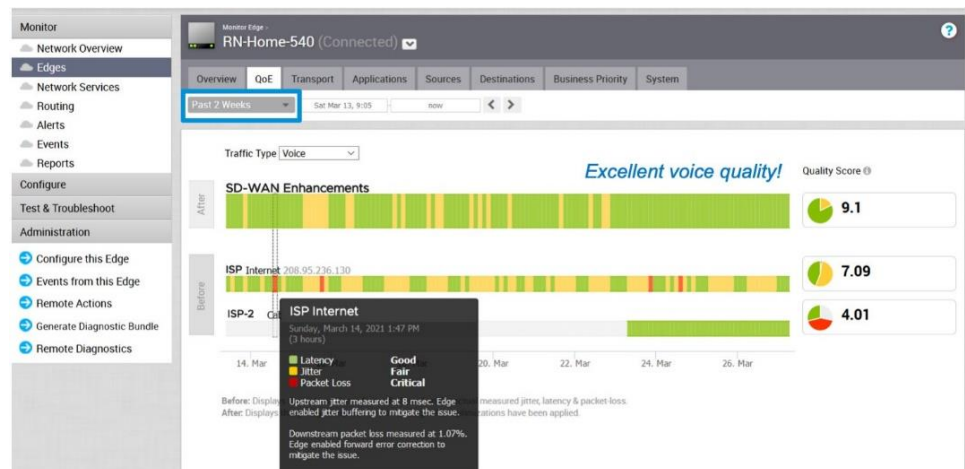 Monitor
Network Overview
Edges
Network Services
Routing
Alerts
Events
Reports
Configure
Test & Troubleshoot
Administration
Configure this Edge
Events from this Edge
Remote Actions
Generate Diagnostic Bundle
Remote Diagnostics
Monitor Edge ›
RN-Home-540 (Connected)
?
Overview QoE Transport Applications Sources Destinations Business Priority System
Past 2 Weeks Sat Mar 13, 9:05 - now < >
Traffic Type Voice
Excellent voice quality!
Quality Score
After
SD-WAN Enhancements
9.1
Before
ISP Internet 208.95.236.130
7.09
ISP-2
4.01
ISP Internet
Sunday, March 14, 2021 1:47 PM
(3 hours)
Latency Good
Jitter Fair
Packet Loss Critical
Upstream jitter measured at 8 msec. Edge
enabled jitter buffering to mitigate the issue.
Downstream packet loss measured at 1.07%.
Edge enabled forward error correction to
mitigate the issue.
14. Mar 20. Mar 22. Mar 24. Mar 26. Mar
Before: Displays measured jitter, latency & packet-loss.
After: Displays have been applied.